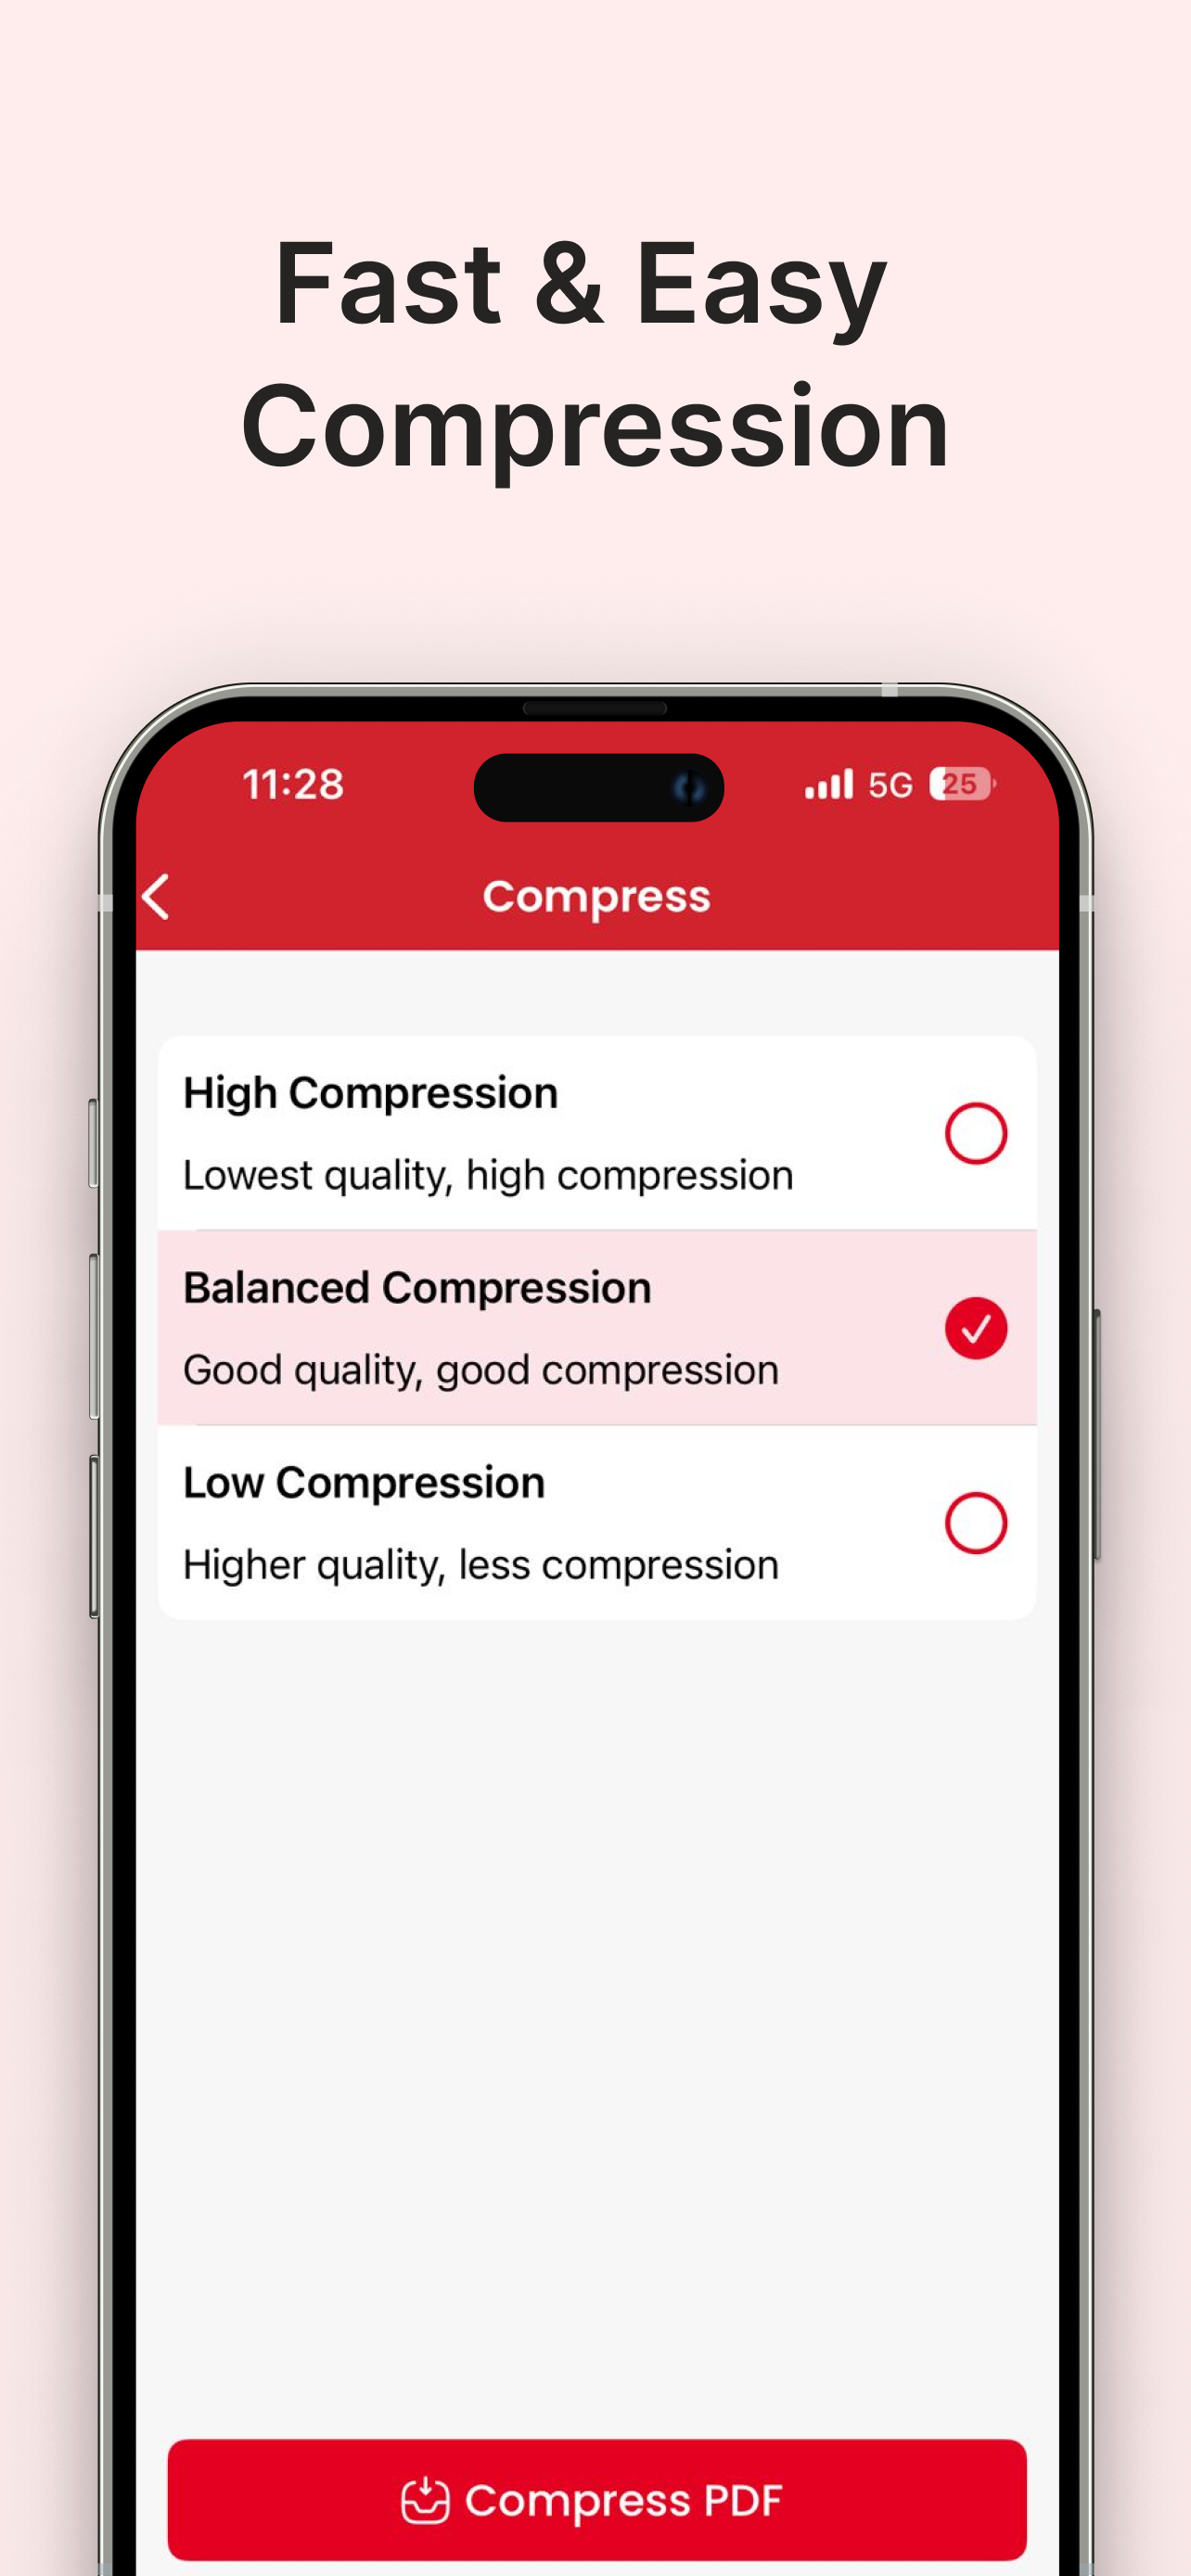 Fast & Easy
Compression
11:28
5G 25
Compress
High Compression
Lowest quality, high compression
Balanced Compression
Good quality, good compression
Low Compression
Higher quality, less compression
Compress PDF